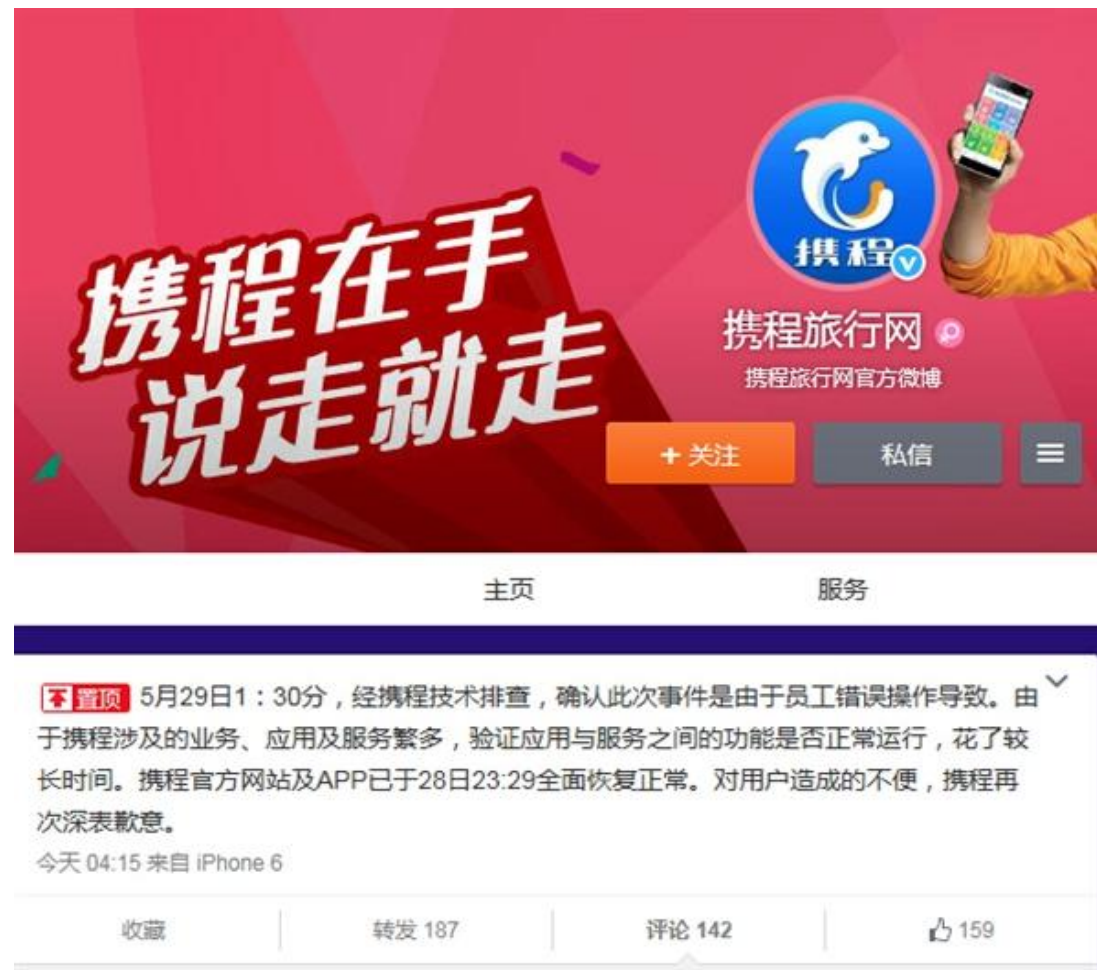 携程在手
说走就走
携程
携程旅行网
携程旅行网官方微博
+关注
私信
主页
服务
置顶 5月29日1：30分，经携程技术排查，确认此次事件是由于员工错误操作导致。由
于携程涉及的业务、应用及服务繁多，验证应用与服务之间的功能是否正常运行，花了较
长时间。携程官方网站及APP已于28日23:29全面恢复正常。对用户造成的不便，携程再
次深表歉意。
今天 04:15 来自 iPhone 6
收藏
转发 187
评论 142
159